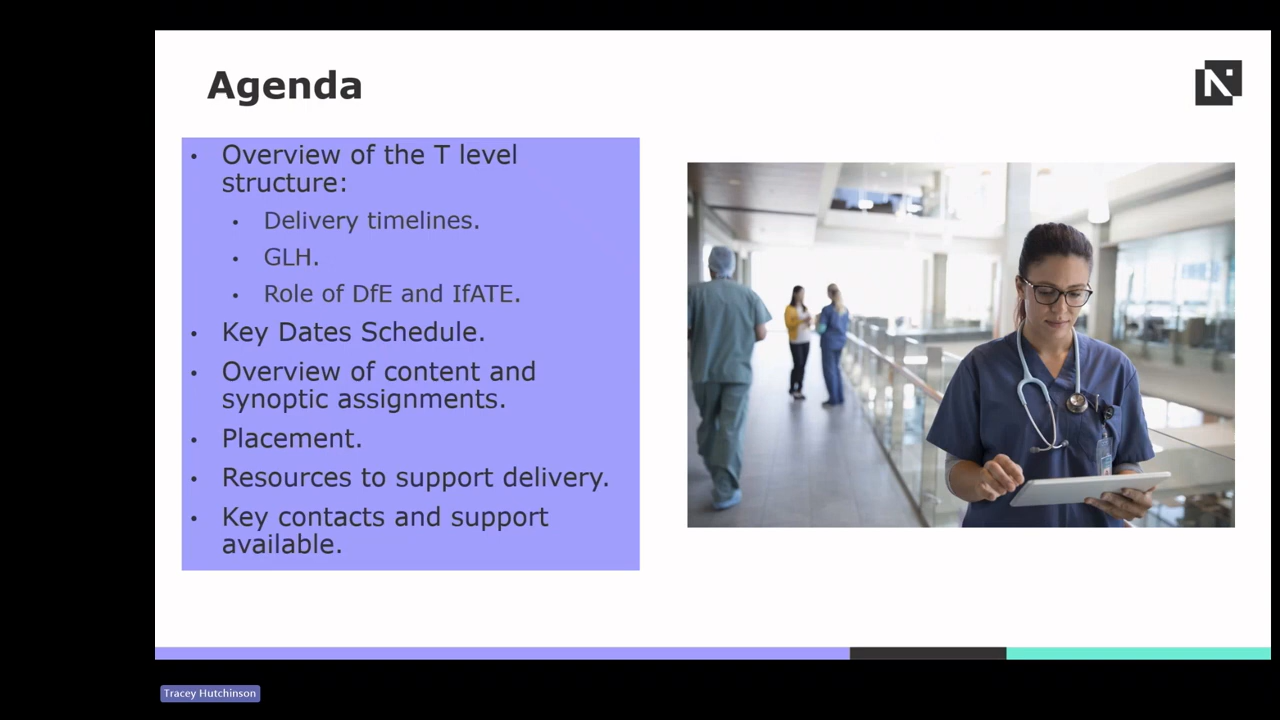 Agenda
• Overview of the T level
structure:
• Delivery timelines.
• GLH.
• Role of DfE and IfATE.
• Key Dates Schedule.
• Overview of content and
synoptic assignments.
• Placement.
• Resources to support delivery.
• Key contacts and support
available.
Tracey Hutchinson